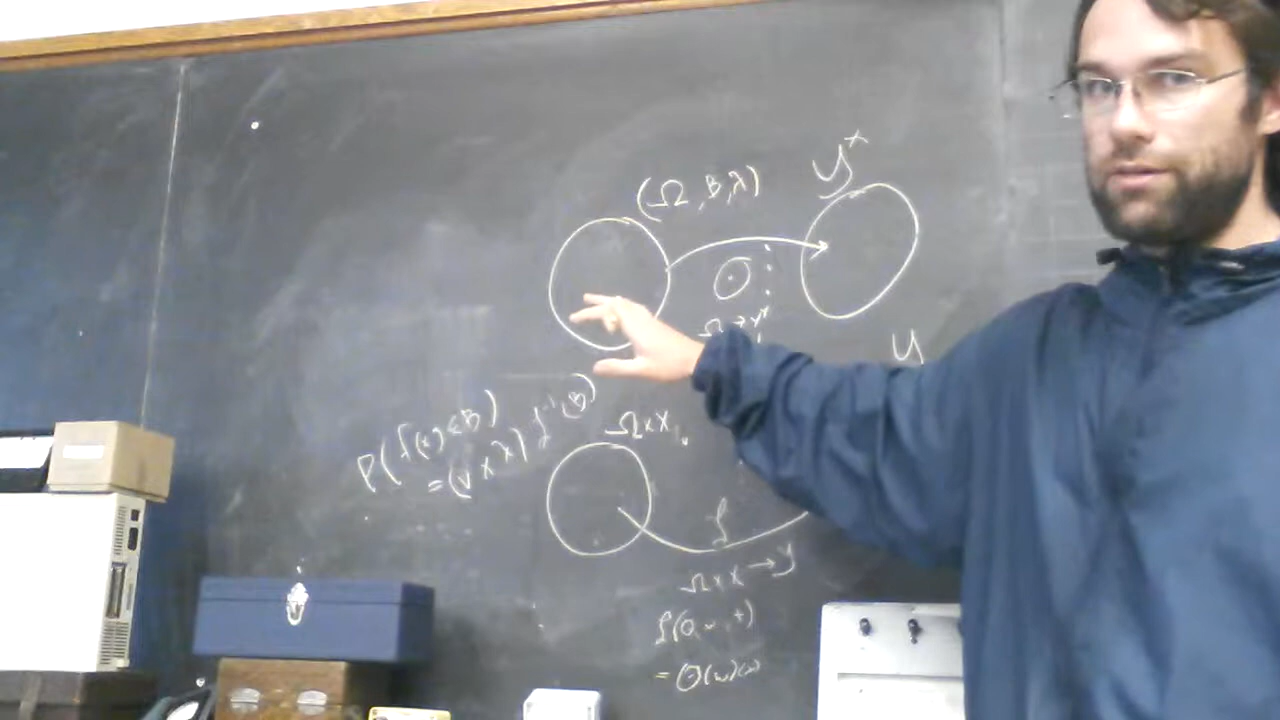 (Ω, B, λ)
y^x
Θ :
Ω → y^x
y
P(f(x) ∈ B)
= (ν × λ) f^{-1}(B)
Ω × X
f
Ω × X → y
= Θ(ω)(x)